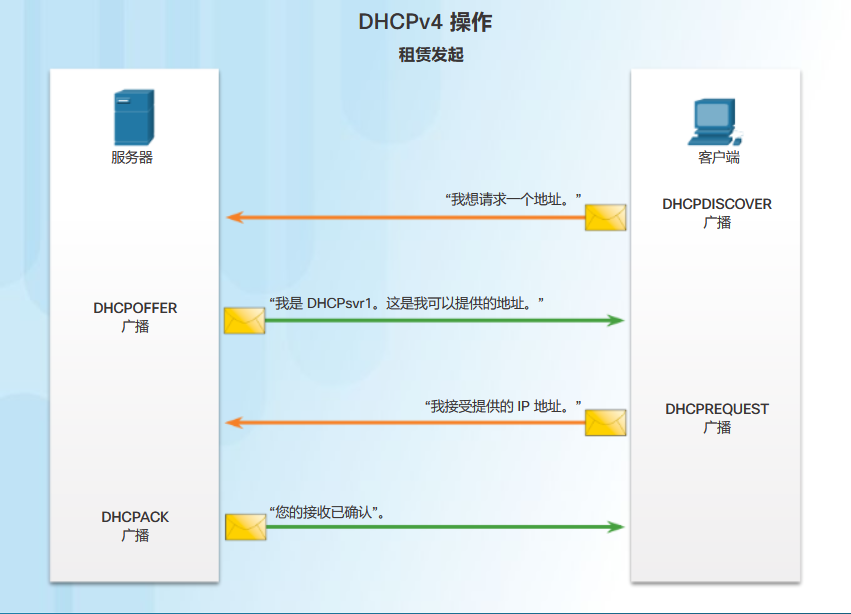 DHCPv4 操作
租赁发起
服务器
客户端
“我想请求一个地址。”
DHCPDISCOVER
广播
DHCPOFFER
广播
“我是 DHCPsvr1。这是我可以提供的地址。”
“我接受提供的 IP 地址。”
DHCPREQUEST
广播
DHCPACK
广播
“您的接收已确认”。